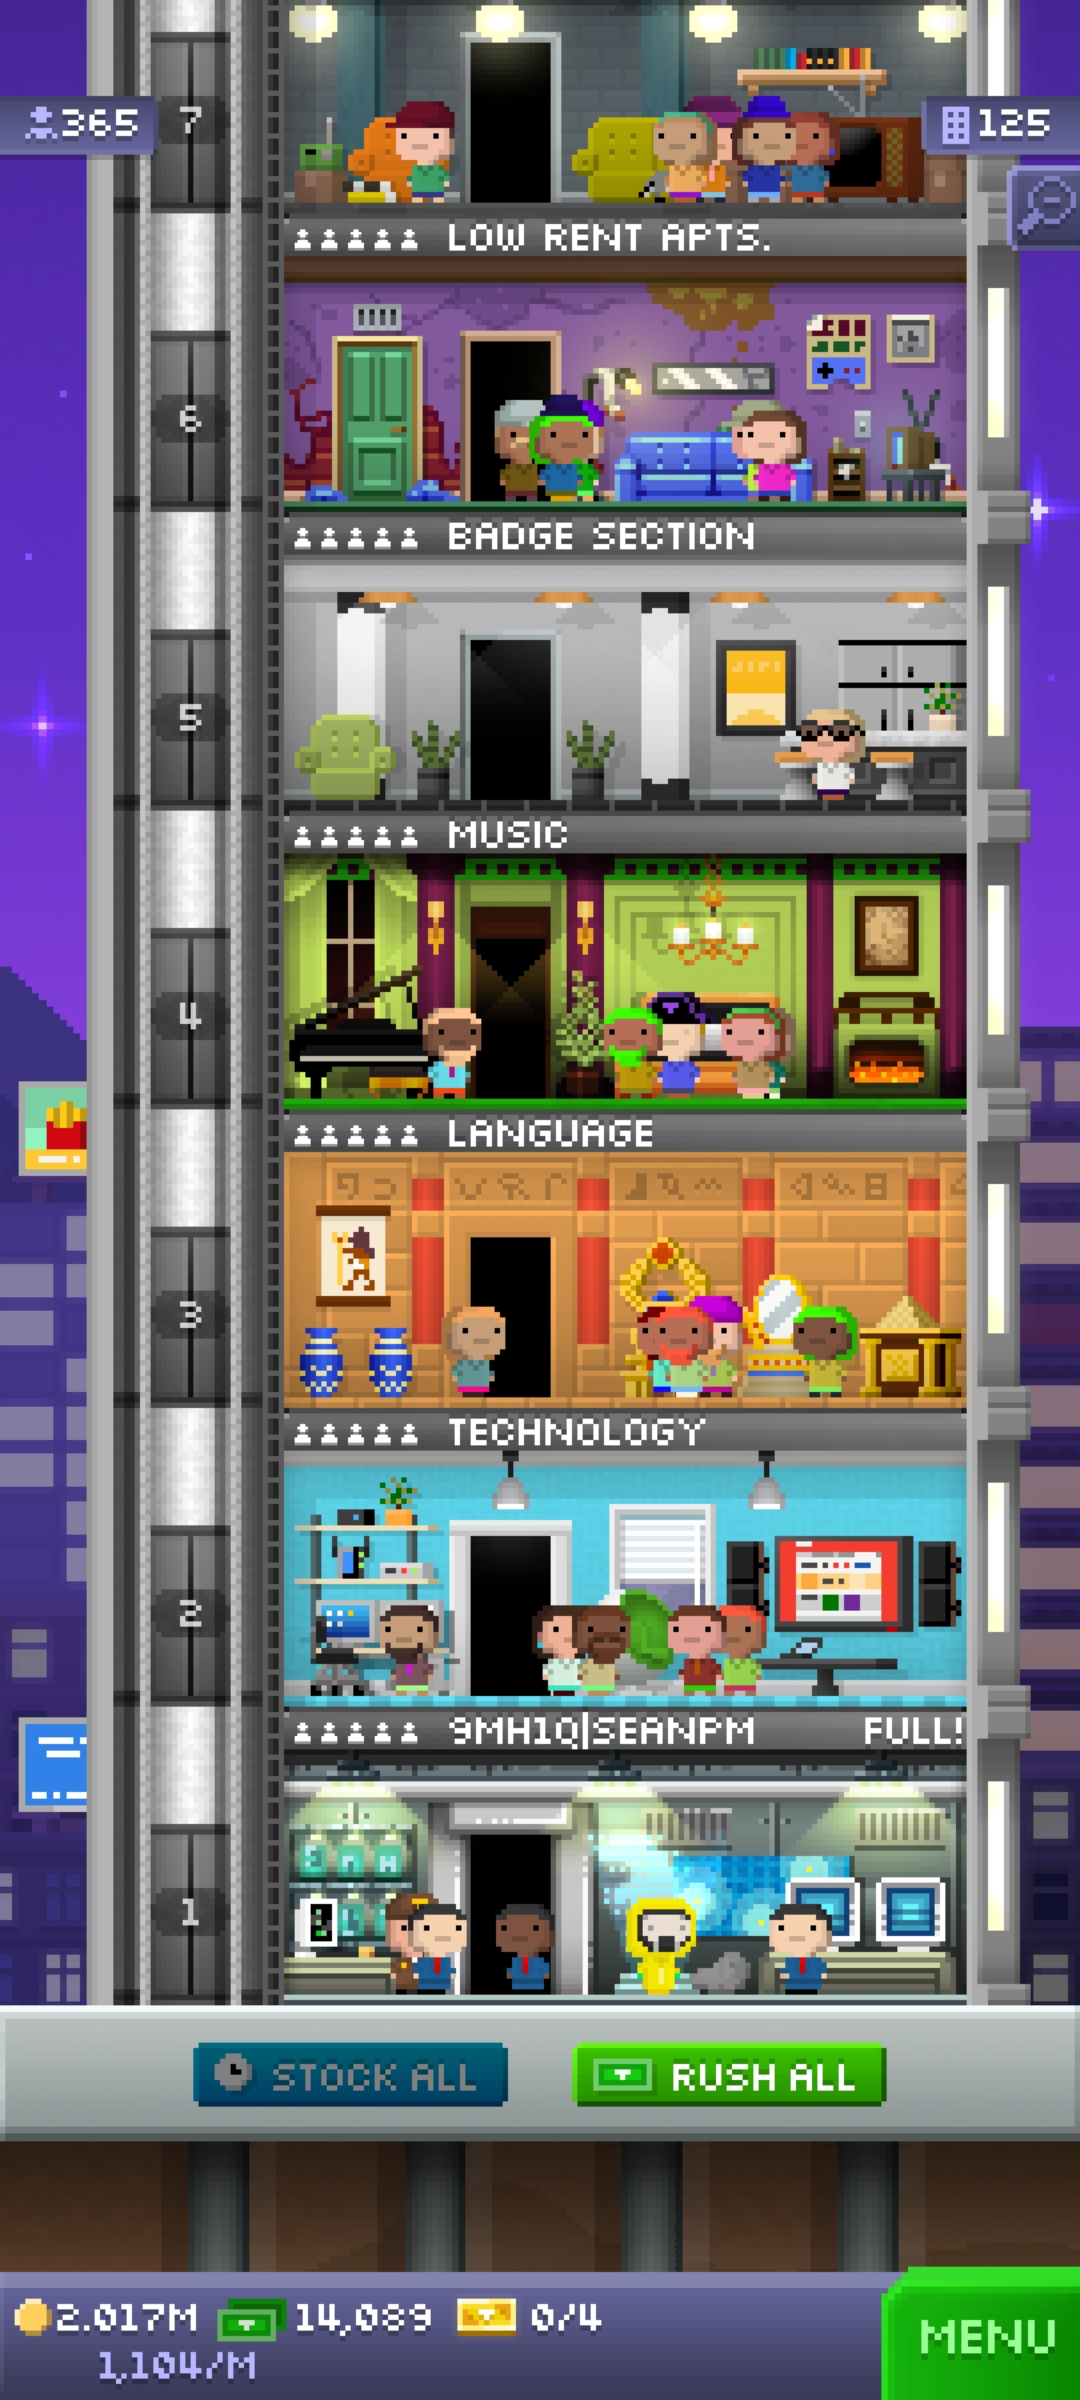 365
7
125
LOW RENT APTS.
6
BADGE SECTION
5
MUSIC
4
LANGUAGE
3
TECHNOLOGY
2
9MH1Q|SEANPM FULL!
1
STOCK ALL
RUSH ALL
2.017M 14,089 0/4
1,104/M
MENU